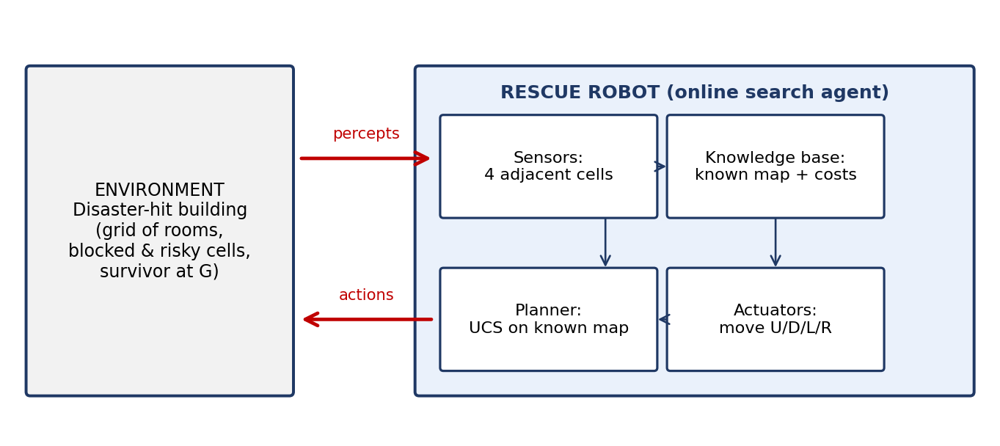 ENVIRONMENT
Disaster-hit building
(grid of rooms,
blocked & risky cells,
survivor at G)
percepts
actions
RESCUE ROBOT (online search agent)
Sensors:
4 adjacent cells
Knowledge base:
known map + costs
Planner:
UCS on known map
Actuators:
move U/D/L/R